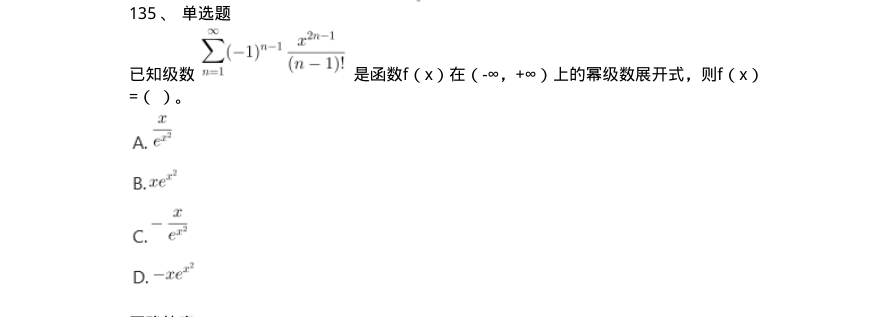 135、 单选题
已知级数 $\sum_{n=1}^{\infty}(-1)^{n-1}\frac{x^{2n-1}}{(n-1)!}$ 是函数f（x）在（-∞，+∞）上的幂级数展开式，则f（x）
=（ ）。
A. $\frac{x}{e^{x^2}}$
B. $xe^{x^2}$
C. $-\frac{x}{e^{x^2}}$
D. $-xe^{x^2}$